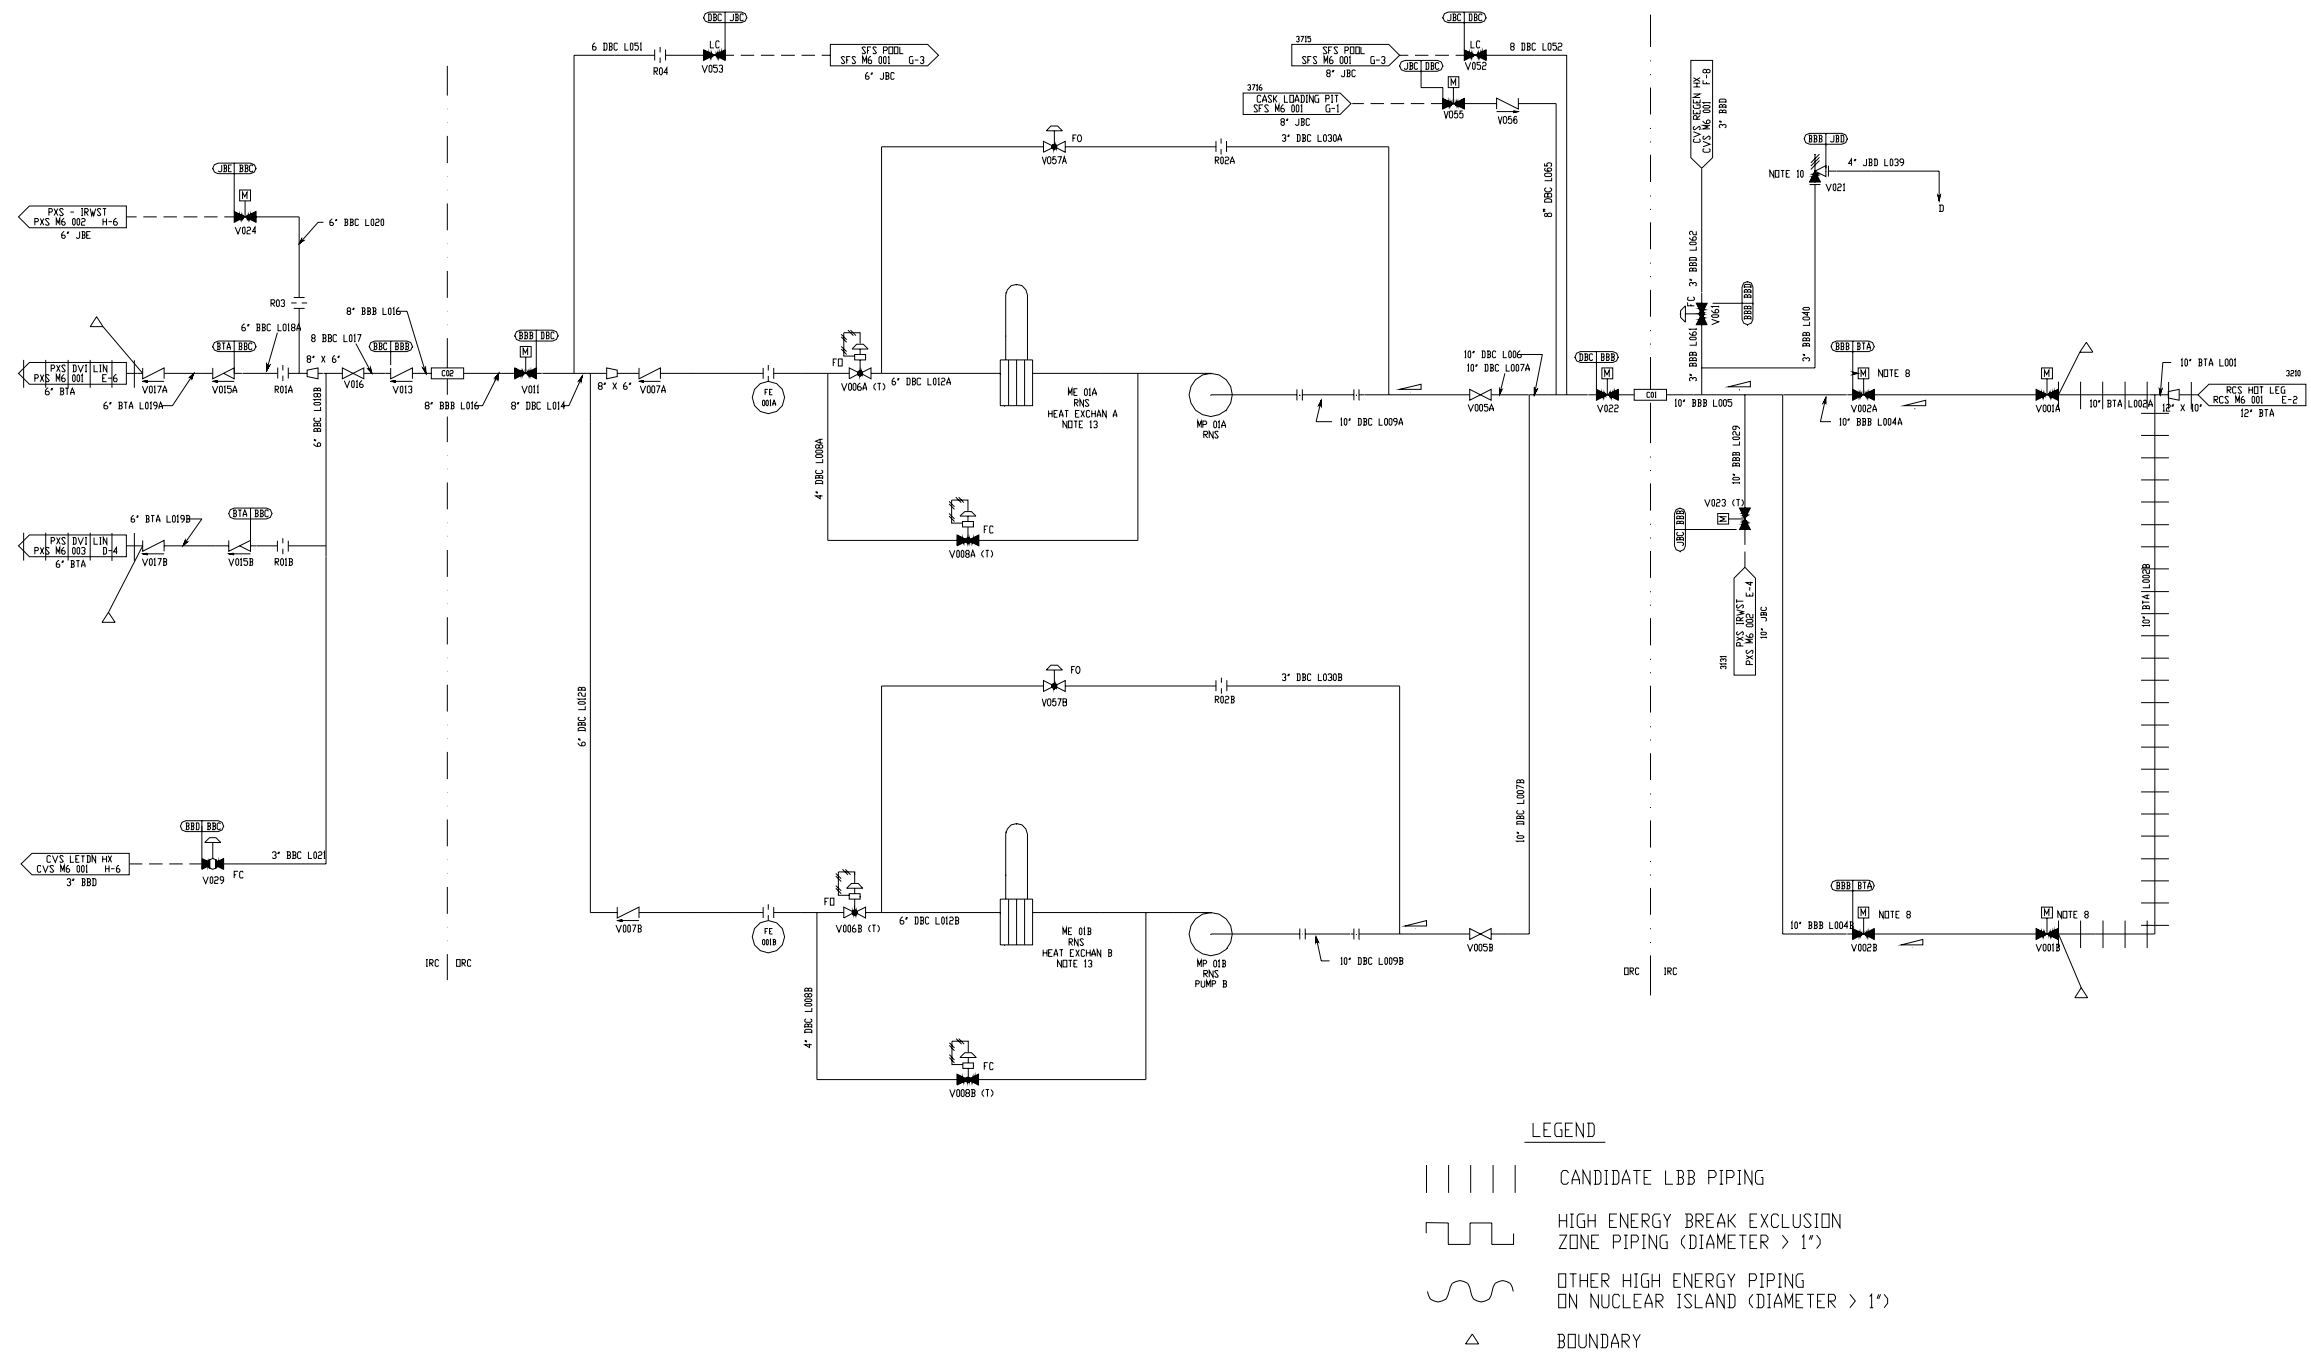 DBC JBC
6 DBC L051
R04
LC
V053
SFS POOL
SFS M6 001 G-3
6" JBC
3715
SFS POOL
SFS M6 001 G-3
8" JBC
JBC DBC
LC
V052
8 DBC L052
JBC DBC
M
V055
V056
3716
CASK LOADING PIT
SFS M6 001 G-1
8" JBC
8" DBC L065
FO
V057A
R02A
3" DBC L030A
CVS REGEN HX
CVS M6 001 F-8
3" BBD
3" BBD L062
FC
V061
BBB BBD
3" BBB L061
3" BBB L040
BBB JBD
NOTE 10
V021
4" JBD L039
D
JBE BBC
M
V024
PXS - IRWST
PXS M6 002 H-6
6" JBE
6" BBC L020
R03
6" BBC L018A
PXS DVI LIN
PXS M6 001 E-6
6" BTA
V017A
6" BTA L019A
BTA BBC
V015A
R01A
8" X 6"
6" BBC L018B
8 BBC L017
V016
BBC BBB
V013
8" BBB L016
C02
8" BBB L016
BBB DBC
M
V011
8" DBC L014
8" X 6"
V007A
FE
001A
FO
V006A (T)
6" DBC L012A
4" DBC L008A
FC
V008A (T)
ME 01A
RNS
HEAT EXCHAN A
NOTE 13
MP 01A
RNS
10" DBC L009A
V005A
10" DBC L006
10" DBC L007A
DBC BBB
M
V022
C01
10" BBB L005
10" BBB L029
V023 (T)
M
JBC BBB
PXS IRWST
PXS M6 002 E-4
10" JBC
3131
BBB BTA
M
NOTE 8
V002A
10" BBB L004A
M
V001A
10" BTA L002A
12" X 10"
10" BTA L001
3210
RCS HOT LEG
RCS M6 001 E-2
12" BTA
10" BTA L002B
PXS DVI LIN
PXS M6 003 D-4
6" BTA
V017B
6" BTA L019B
BTA BBC
V015B
R01B
BBD BBC
V029
FC
CVS LETDN HX
CVS M6 001 H-6
3" BBD
3" BBC L021
IRC ORC
6" DBC L012B
V007B
FE
001B
FO
V006B (T)
6" DBC L012B
4" DBC L008B
FC
V008B (T)
FO
V057B
R02B
3" DBC L030B
ME 01B
RNS
HEAT EXCHAN B
NOTE 13
MP 01B
RNS
PUMP B
10" DBC L009B
V005B
10" DBC L007B
ORC IRC
BBB BTA
M
NOTE 8
10" BBB L004B
V002B
M
NOTE 8
V001B
LEGEND
CANDIDATE LBB PIPING
HIGH ENERGY BREAK EXCLUSION
ZONE PIPING (DIAMETER > 1")
OTHER HIGH ENERGY PIPING
ON NUCLEAR ISLAND (DIAMETER > 1")
BOUNDARY